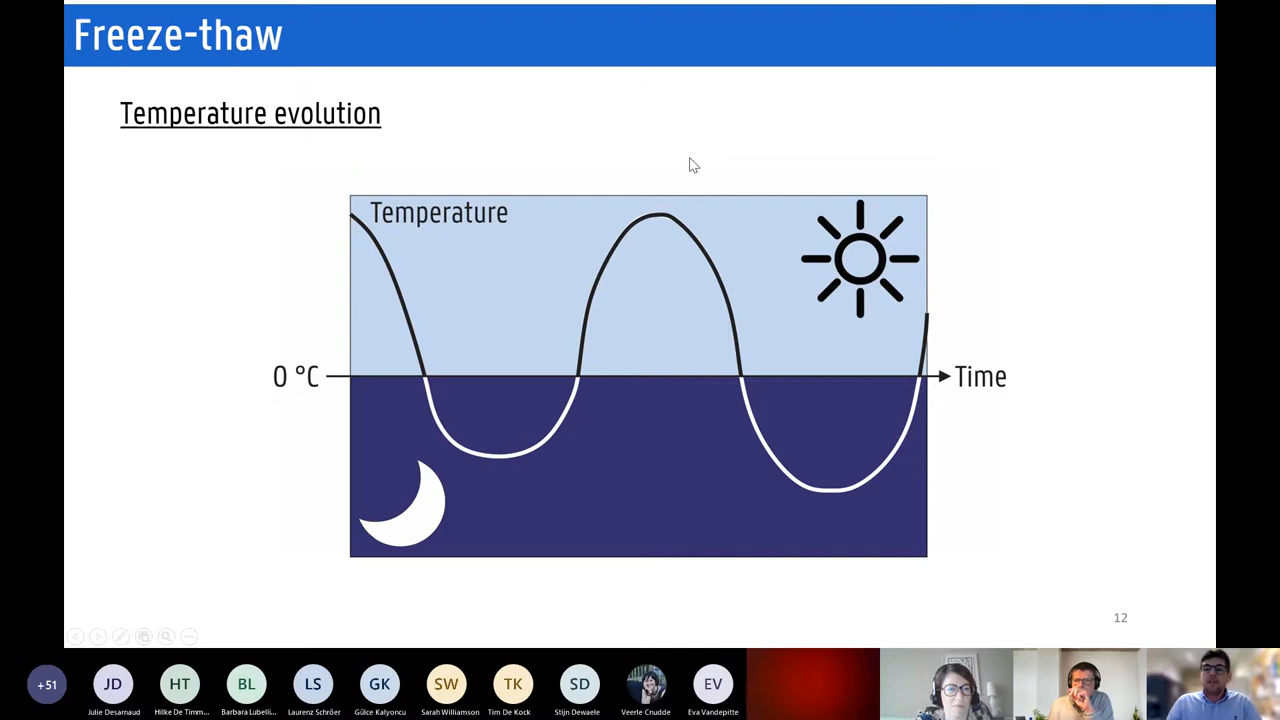 Freeze-thaw
Temperature evolution
Temperature
0 °C
Time
12
+51
JD
HT
BL
LS
GK
SW
TK
SD
EV
Julie Desarnaud
Hilke De Timm...
Barbara Lubelli...
Laurenz Schröer
Gülce Kalyoncu
Sarah Williamson
Tim De Kock
Stijn Dewaele
Veerle Cnudde
Eva Vandepitte